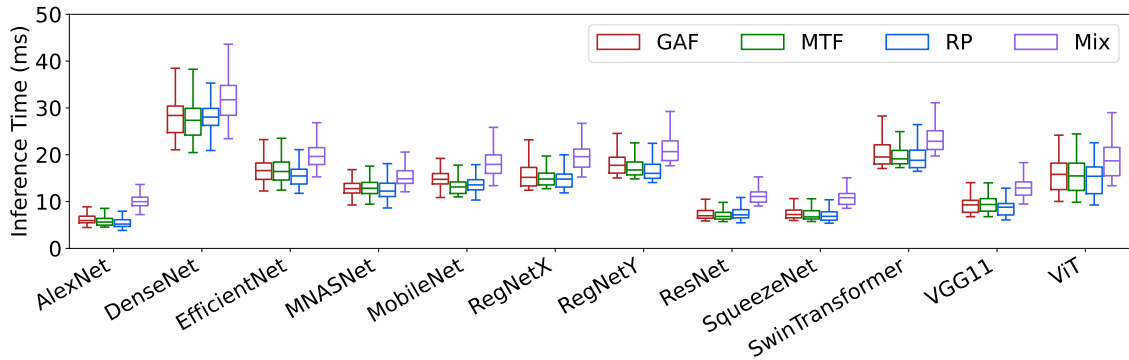 Inference Time (ms)
50
40
30
20
10
0
GAF
MTF
RP
Mix
AlexNet
DenseNet
EfficientNet
MNASNet
MobileNet
RegNetX
RegNetY
ResNet
SqueezeNet
SwinTransformer
VGG11
ViT